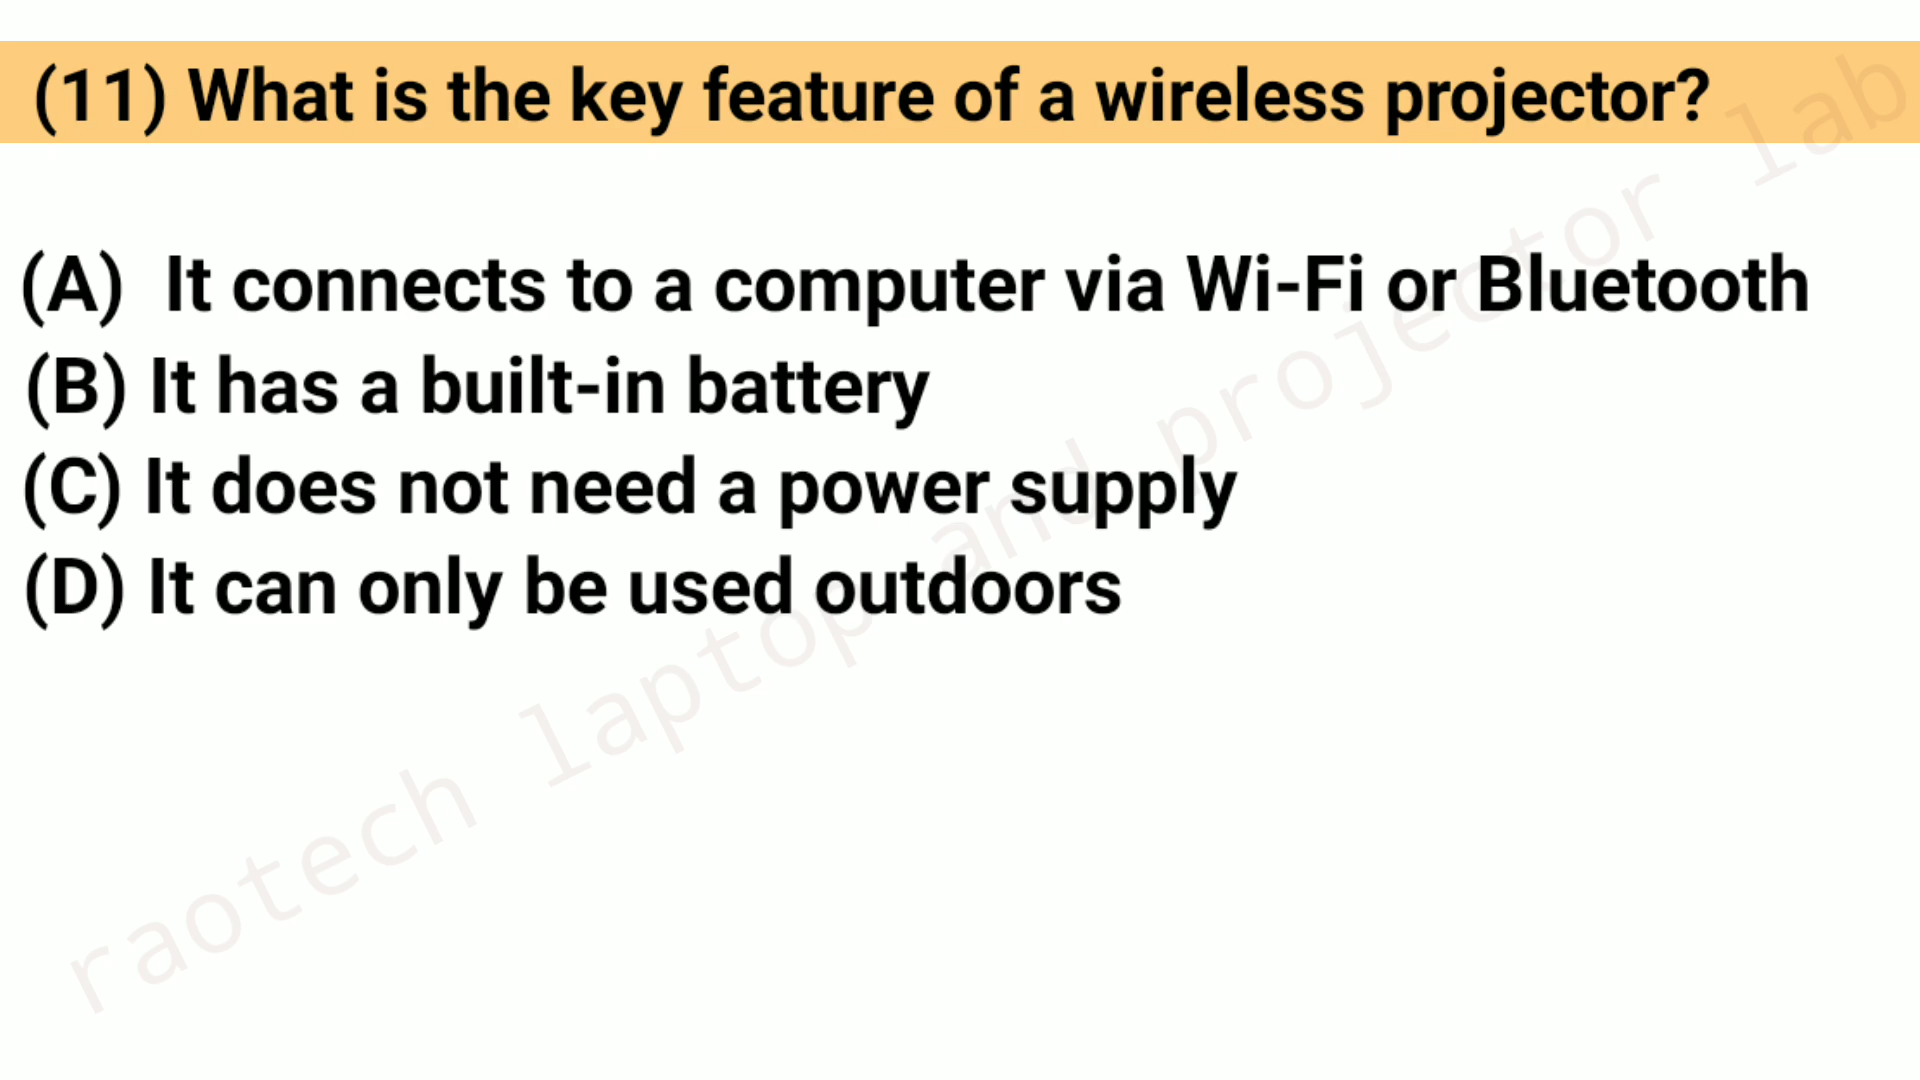 (11) What is the key feature of a wireless projector?
(A) It connects to a computer via Wi-Fi or Bluetooth
(B) It has a built-in battery
(C) It does not need a power supply
(D) It can only be used outdoors
raotech laptop and projector lab